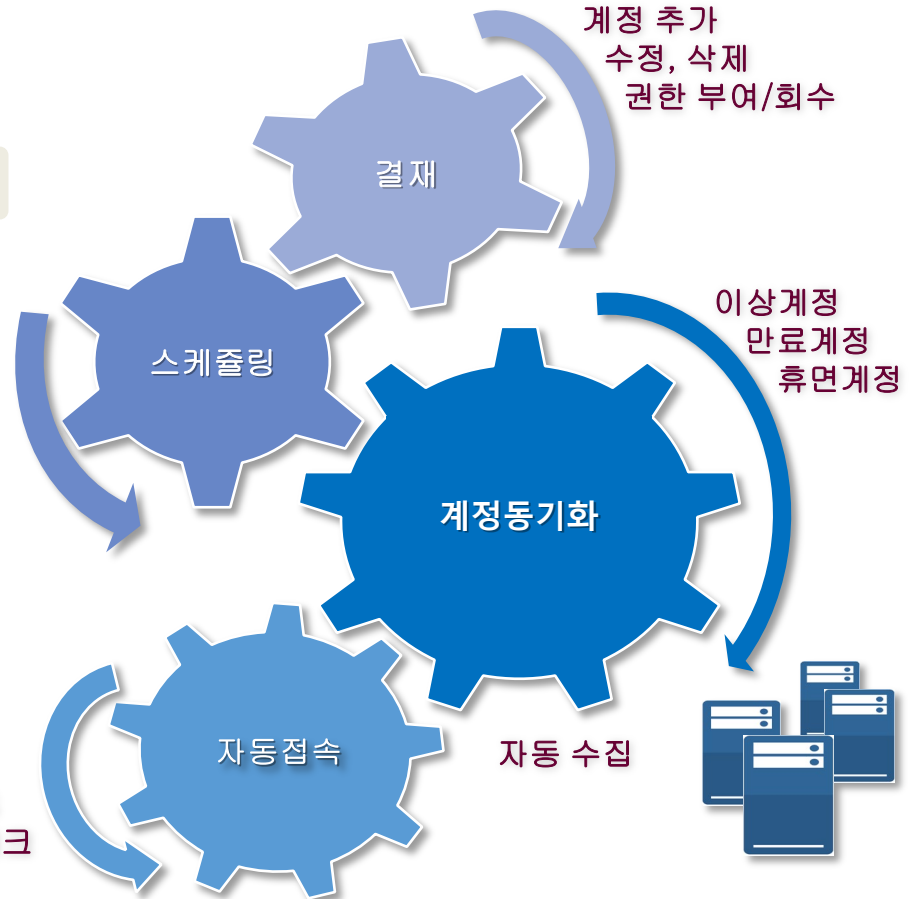 계정 추가
수정, 삭제
권한 부여/회수
결재
이상계정
만료계정
휴면계정
스케쥴링
계정동기화
자동접속
자동 수집
크